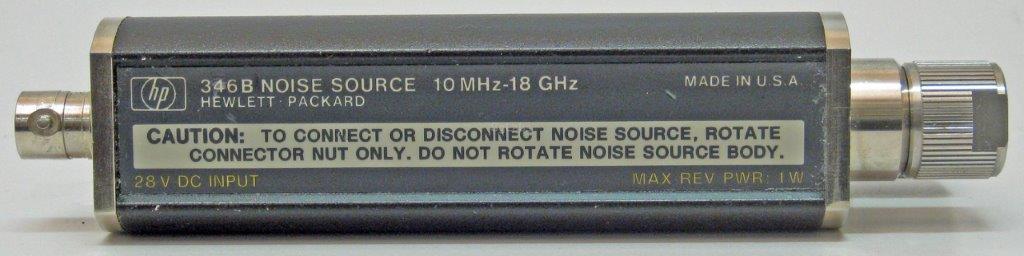 hp 346B NOISE SOURCE 10 MHz-18 GHz MADE IN U.S.A.
HEWLETT·PACKARD
CAUTION: TO CONNECT OR DISCONNECT NOISE SOURCE, ROTATE
CONNECTOR NUT ONLY. DO NOT ROTATE NOISE SOURCE BODY.
28 V DC INPUT MAX REV PWR: 1 W